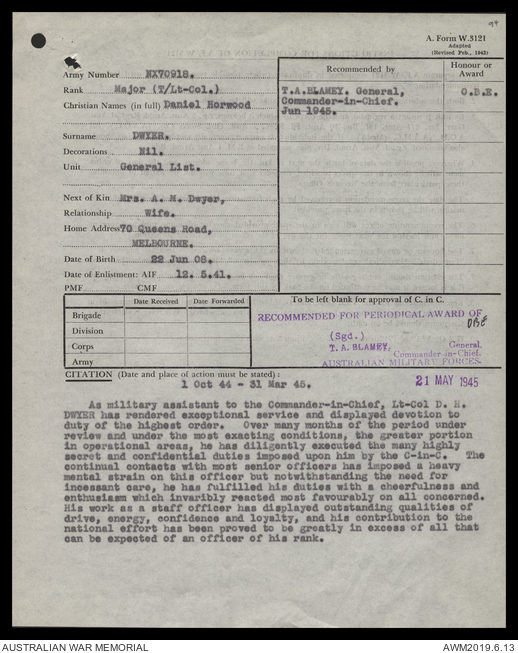 94
A. Form W.3121
Adapted
(Revised Feb., 1943)
Army Number NX70918.
Rank Major (T/Lt-Col.)
Christian Names (in full) Daniel Horwood
Surname DWYER.
Decorations Nil.
Unit General List.
Next of Kin Mrs. A. M. Dwyer,
Relationship Wife.
Home Address 70 Queens Road,
MELBOURNE.
Date of Birth 22 Jun 08.
Date of Enlistment: AIF 12. 5.41.
PMF CMF
Recommended by
Honour or
Award
T.A.BLAMEY. General,
Commander-in-Chief.
Jun 1945.
O.B.E.
Date Received Date Forwarded
Brigade
Division
Corps
Army
To be left blank for approval of C. in C.
RECOMMENDED FOR PERIODICAL AWARD OF
OBE
(Sgd.)
T. A. BLAMEY, General,
Commander-in-Chief,
AUSTRALIAN MILITARY FORCES.
CITATION (Date and place of action must be stated) :
21 MAY 1945
1 Oct 44 - 31 Mar 45.
As military assistant to the Commander-in-Chief, Lt-Col D. H.
DWYER has rendered exceptional service and displayed devotion to
duty of the highest order. Over many months of the period under
review and under the most exacting conditions, the greater portion
in operational areas, he has diligently executed the many highly
secret and confidential duties imposed upon him by the C-in-C. The
continual contacts with most senior officers has imposed a heavy
mental strain on this officer but notwithstanding the need for
incessant care, he has fulfilled his duties with a cheerfulness and
enthusiasm which invaribly reacted most favourably on all concerned.
His work as a staff officer has displayed outstanding qualities of
drive, energy, confidence and loyalty, and his contribution to the
national effort has been proved to be greatly in excess of all that
can be expected of an officer of his rank.
AUSTRALIAN WAR MEMORIAL
AWM2019.6.13